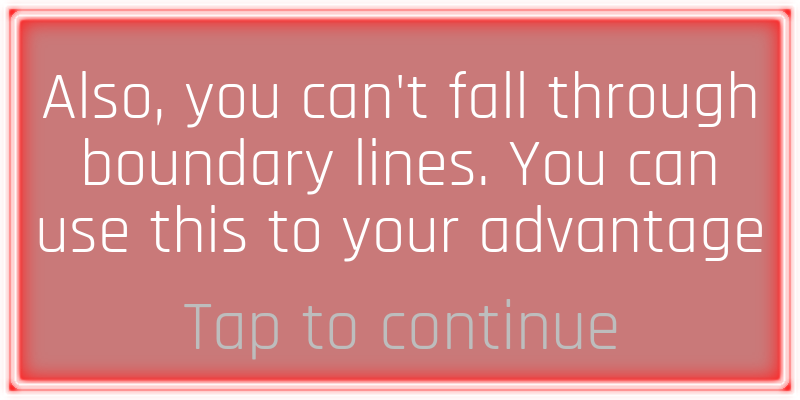 Also, you can't fall through
boundary lines. You can
use this to your advantage
Tap to continue